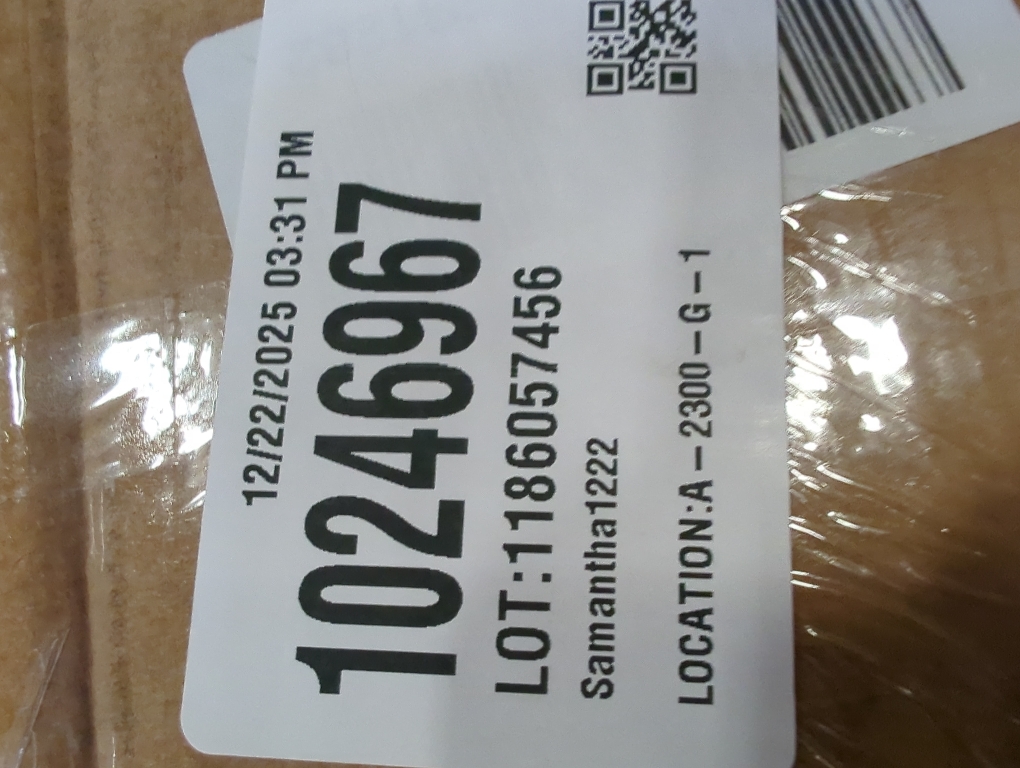 12/22/2025 03:31 PM
10246967
LOT:1186057456
Samantha1222
LOCATION:A-2300-G-1